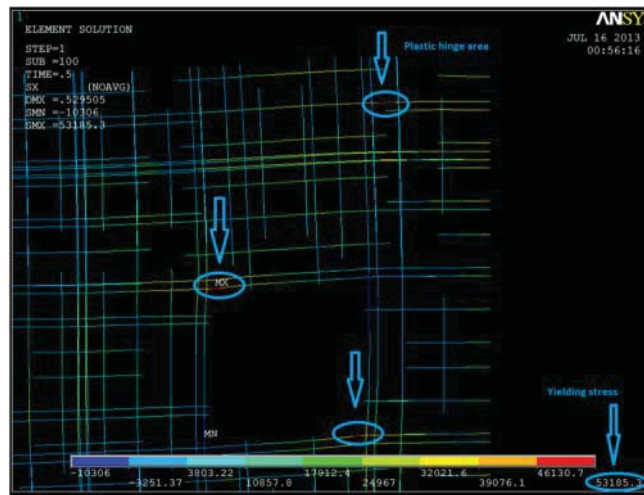 1
ELEMENT SOLUTION
STEP=1
SUB =100
TIME=.5
SX (NOAVG)
DMX =.529505
SMN =-10306
SMX =53185.3
ANSY
JUL 16 2013
00:56:16
Plastic hinge area
MX
Yielding stress
MN
-10306 3803.22 17912.4 32021.6 46130.7
-3251.37 10857.8 24967 39076.1 53185.3